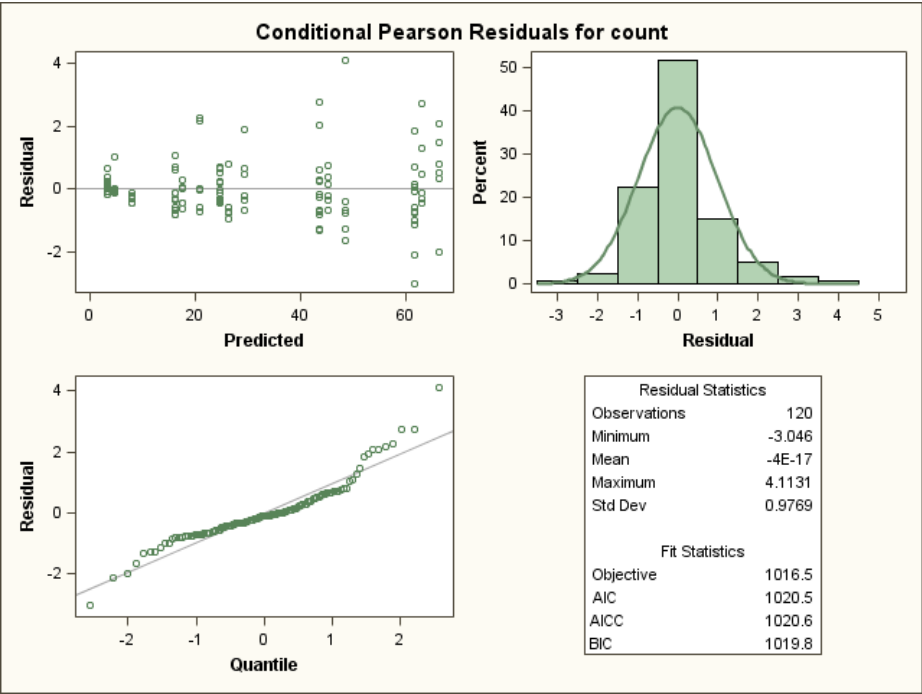 Conditional Pearson Residuals for count
4
2
0
-2
Residual
0 20 40 60
Predicted
50
40
30
20
10
0
Percent
-3 -2 -1 0 1 2 3 4 5
Residual
4
2
0
-2
Residual
-2 -1 0 1 2
Quantile
Residual Statistics
Observations 120
Minimum -3.046
Mean -4E-17
Maximum 4.1131
Std Dev 0.9769
Fit Statistics
Objective 1016.5
AIC 1020.5
AICC 1020.6
BIC 1019.8